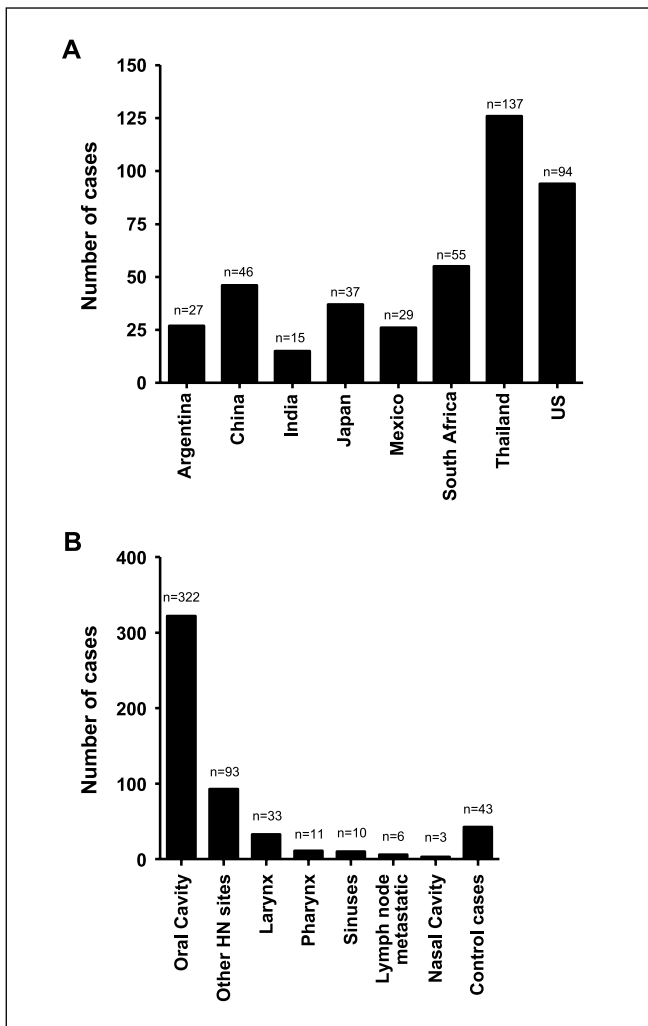 A
Number of cases
150
125
100
75
50
25
0
n=27
n=46
n=15
n=37
n=29
n=55
n=137
n=94
Argentina
China
India
Japan
Mexico
South Africa
Thailand
US
B
Number of cases
400
300
200
100
0
n=322
n=93
n=33
n=11
n=10
n=6
n=3
n=43
Oral Cavity
Other HN sites
Larynx
Pharynx
Sinuses
Lymph node
metastatic
Nasal Cavity
Control cases